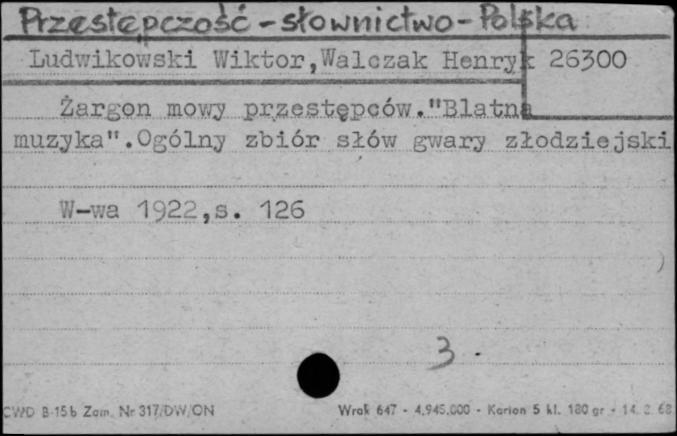 Przestępczość - słownictwo - Polska
Ludwikowski Wiktor,Walczak Henryk 26300
Żargon mowy przestępców."Blatna
muzyka".Ogólny zbiór słów gwary złodziejski
W-wa 1922,s. 126
3.
CWD B-15b Zam. Nr 317/DW/ON Wrak 647 - 4.945.000 - Karton 5 kl. 180 gr - 14. 2. 68